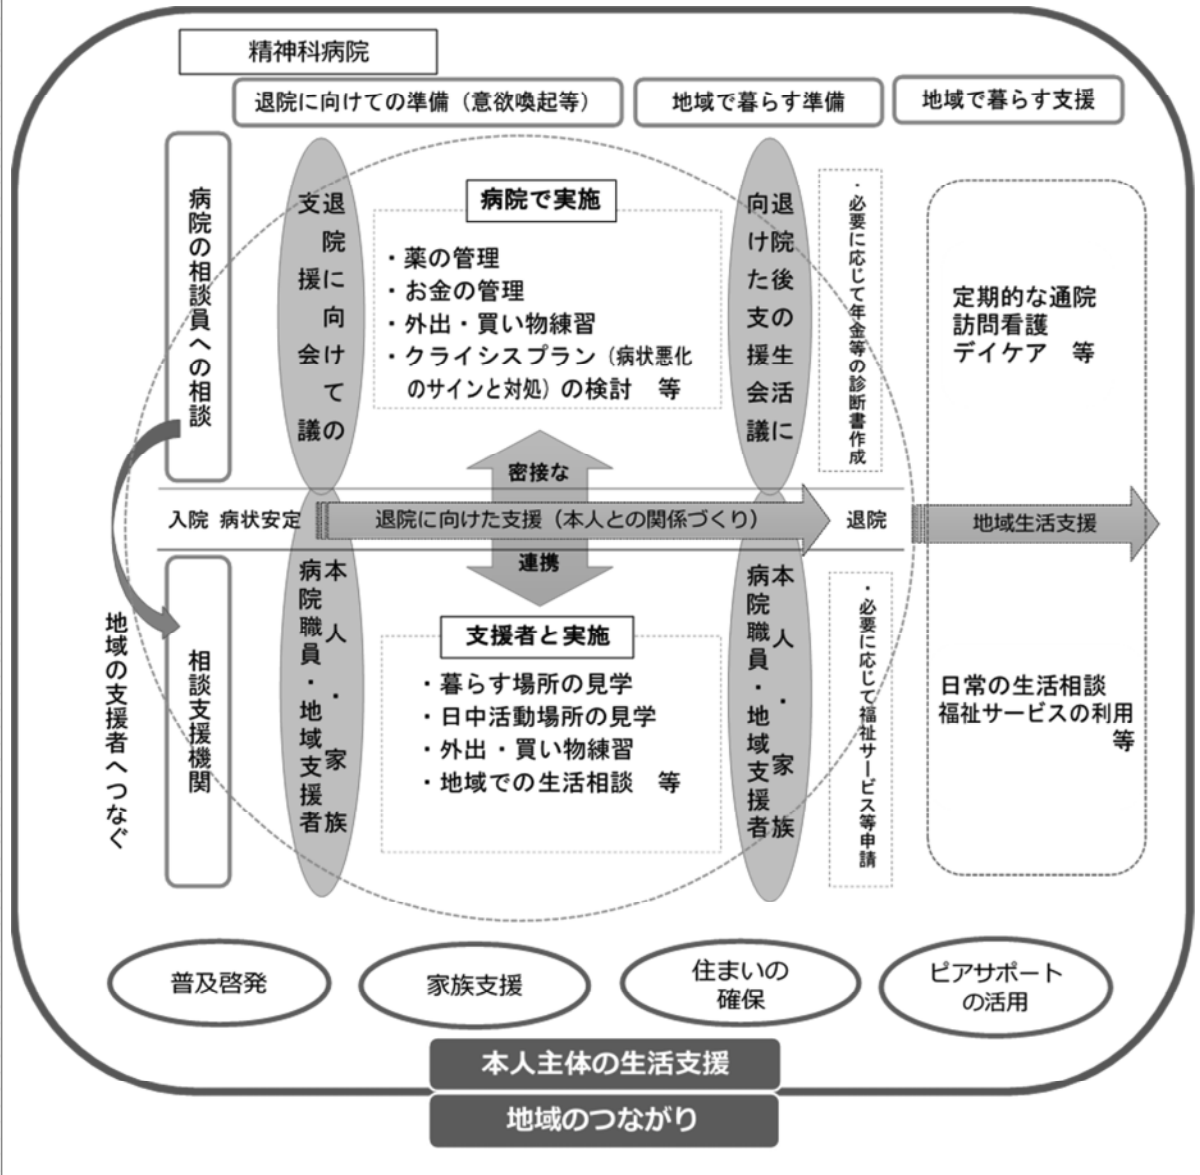 精神科病院
退院に向けての準備（意欲喚起等）
地域で暮らす準備
地域で暮らす支援
病院の相談員への相談
退院に向けての
支援会議
病院で実施
・薬の管理
・お金の管理
・外出・買い物練習
・クライシスプラン（病状悪化
のサインと対処）の検討　等
退院後の生活に
向けた支援会議
・必要に応じて年金等の診断書作成
定期的な通院
訪問看護
デイケア　等
密接な
入院　病状安定
退院に向けた支援（本人との関係づくり）
退院
地域生活支援
連携
地域の支援者へつなぐ
相談支援機関
本人・家族
病院職員・地域支援者
支援者と実施
・暮らす場所の見学
・日中活動場所の見学
・外出・買い物練習
・地域での生活相談　等
本人・家族
病院職員・地域支援者
・必要に応じて福祉サービス等申請
日常の生活相談
福祉サービスの利用
等
普及啓発
家族支援
住まいの
確保
ピアサポート
の活用
本人主体の生活支援
地域のつながり